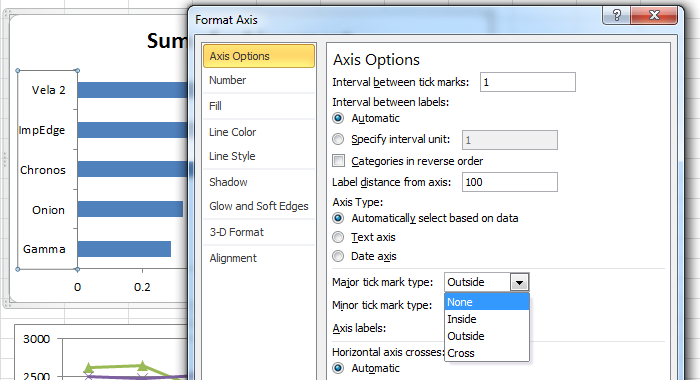 Format Axis
?
Sum
Vela 2
ImpEdge
Chronos
Onion
Gamma
0
0.2
3000
2500
Axis Options
Number
Fill
Line Color
Line Style
Shadow
Glow and Soft Edges
3-D Format
Alignment
Axis Options
Interval between tick marks: 1
Interval between labels:
Automatic
Specify interval unit: 1
Categories in reverse order
Label distance from axis: 100
Axis Type:
Automatically select based on data
Text axis
Date axis
Major tick mark type: Outside
None
Minor tick mark type:
Inside
Outside
Axis labels:
Cross
Horizontal axis crosses:
Automatic